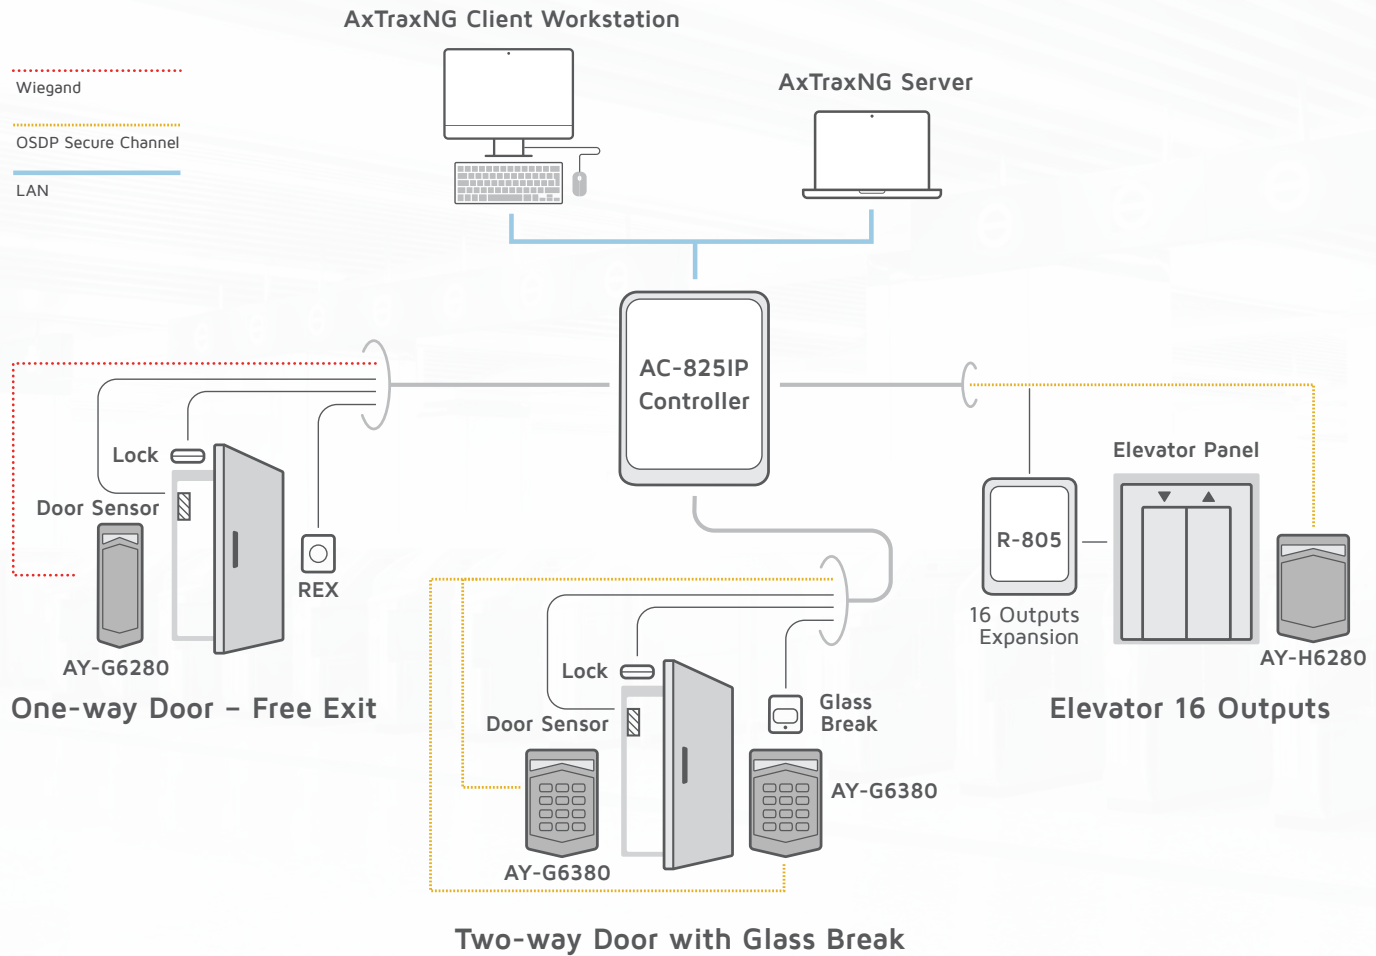 AxTraxNG Client Workstation
AxTraxNG Server
Wiegand
OSDP Secure Channel
LAN
AC-825IP
Controller
Lock
Door Sensor
REX
AY-G6280
One-way Door – Free Exit
Lock
Door Sensor
Glass
Break
AY-G6380
AY-G6380
Two-way Door with Glass Break
Elevator Panel
R-805
16 Outputs
Expansion
AY-H6280
Elevator 16 Outputs